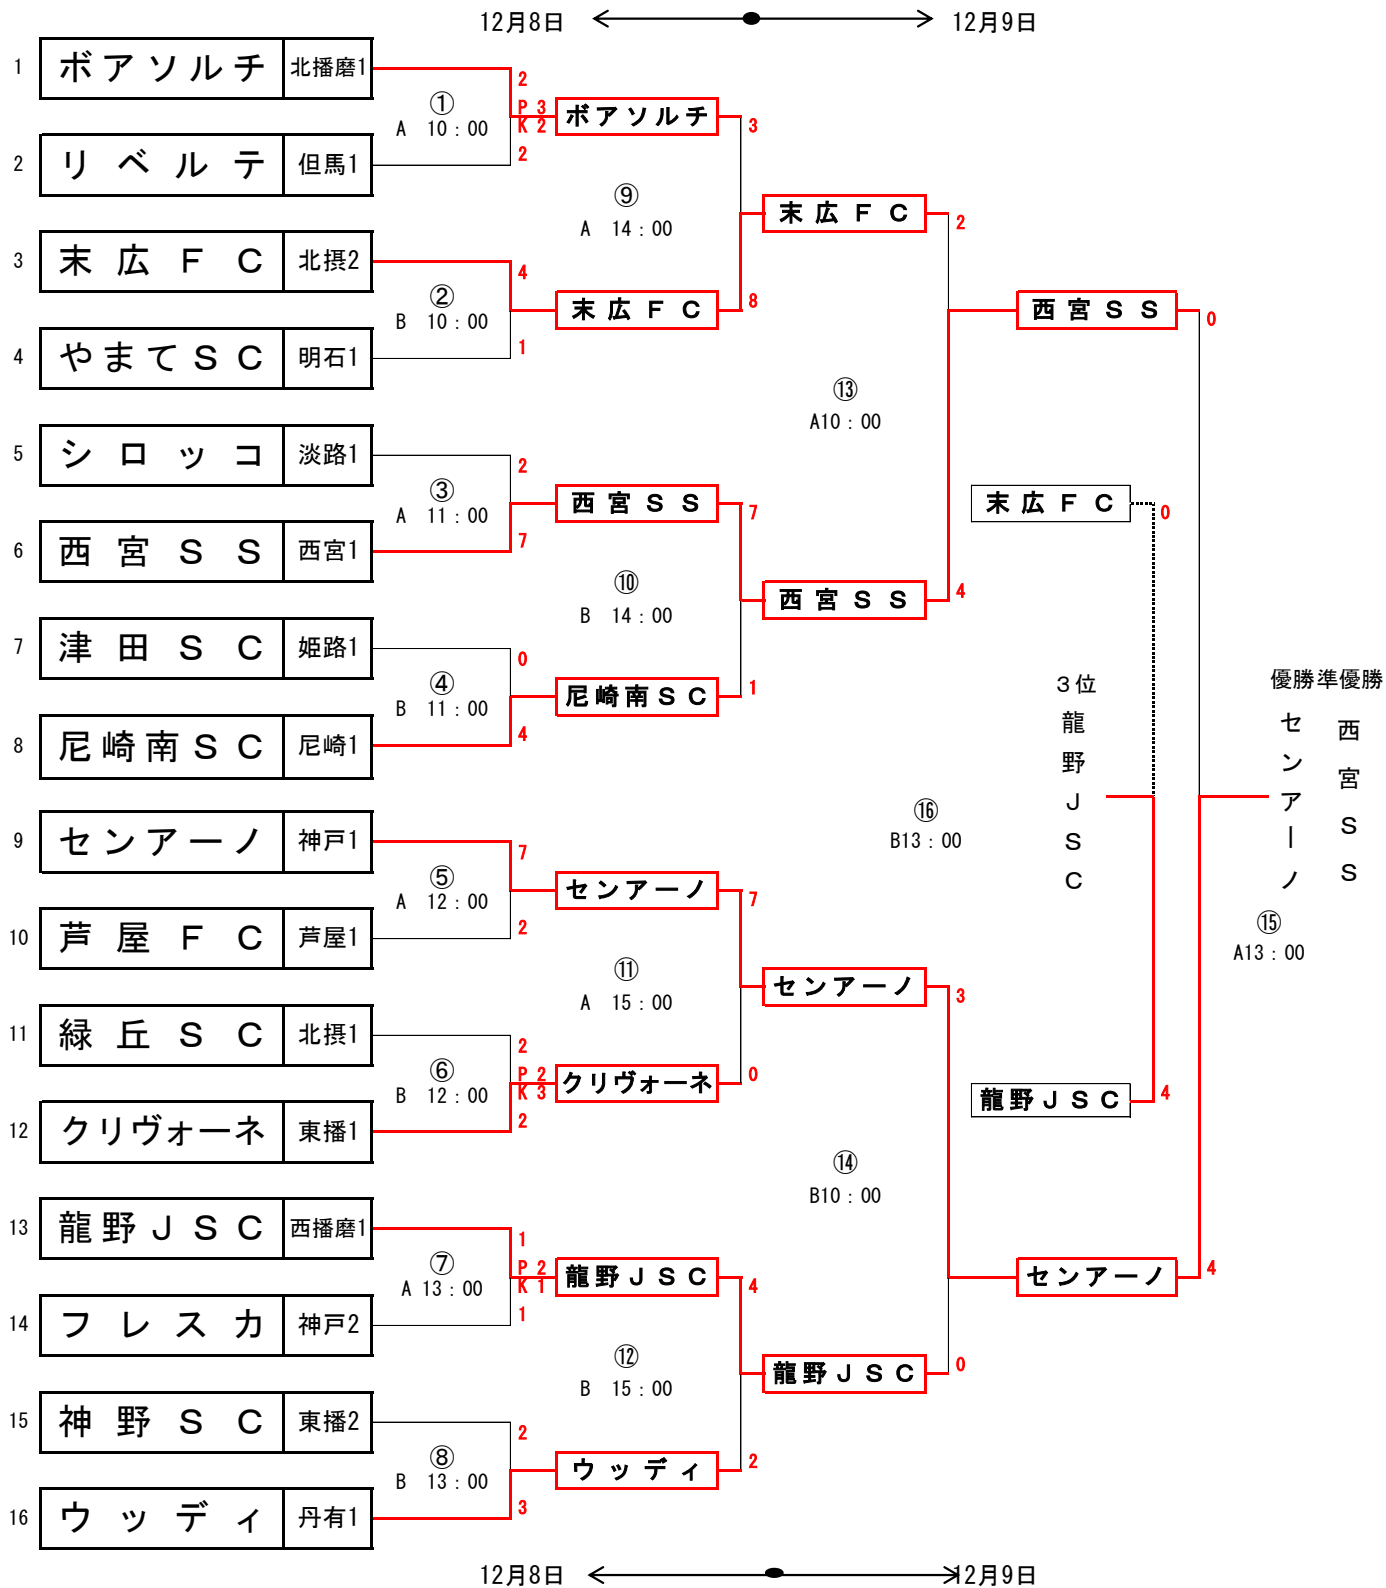 12月8日 12月9日
1 ボアソルチ 北播磨1
2
① P 3
A 10：00 K 2 ボアソルチ 3
2 リベルテ 但馬1 2
⑨
A 14：00
末広ＦＣ 2
3 末広ＦＣ 北摂2 4
②
B 10：00 末広ＦＣ 8
西宮ＳＳ 0
4 やまてＳＣ 明石1 1
⑬
A10：00
5 シロッコ 淡路1 2
③
A 11：00 西宮ＳＳ 7
末広ＦＣ 0
6 西宮ＳＳ 西宮1 7
⑩
B 14：00
西宮ＳＳ 4
7 津田ＳＣ 姫路1 0
④
B 11：00 尼崎南ＳＣ 1
8 尼崎南ＳＣ 尼崎1 4
３位
龍野ＪＳＣ
優勝 準優勝
センアーノ 西宮ＳＳ
⑯
B13：00
⑮
A13：00
9 センアーノ 神戸1 7
⑤
A 12：00 センアーノ 7
10 芦屋ＦＣ 芦屋1 2
⑪
A 15：00
センアーノ 3
11 緑丘ＳＣ 北摂1 2
⑥ P 2
B 12：00 K 3 クリヴォーネ 0
龍野ＪＳＣ 4
12 クリヴォーネ 東播1 2
⑭
B10：00
13 龍野ＪＳＣ 西播磨1 1
⑦ P 2
A 13：00 K 1 龍野ＪＳＣ 4
センアーノ 4
14 フレスカ 神戸2 1
⑫
B 15：00
龍野ＪＳＣ 0
15 神野ＳＣ 東播2 2
⑧
B 13：00 ウッディ 2
16 ウッディ 丹有1 3
12月8日 12月9日